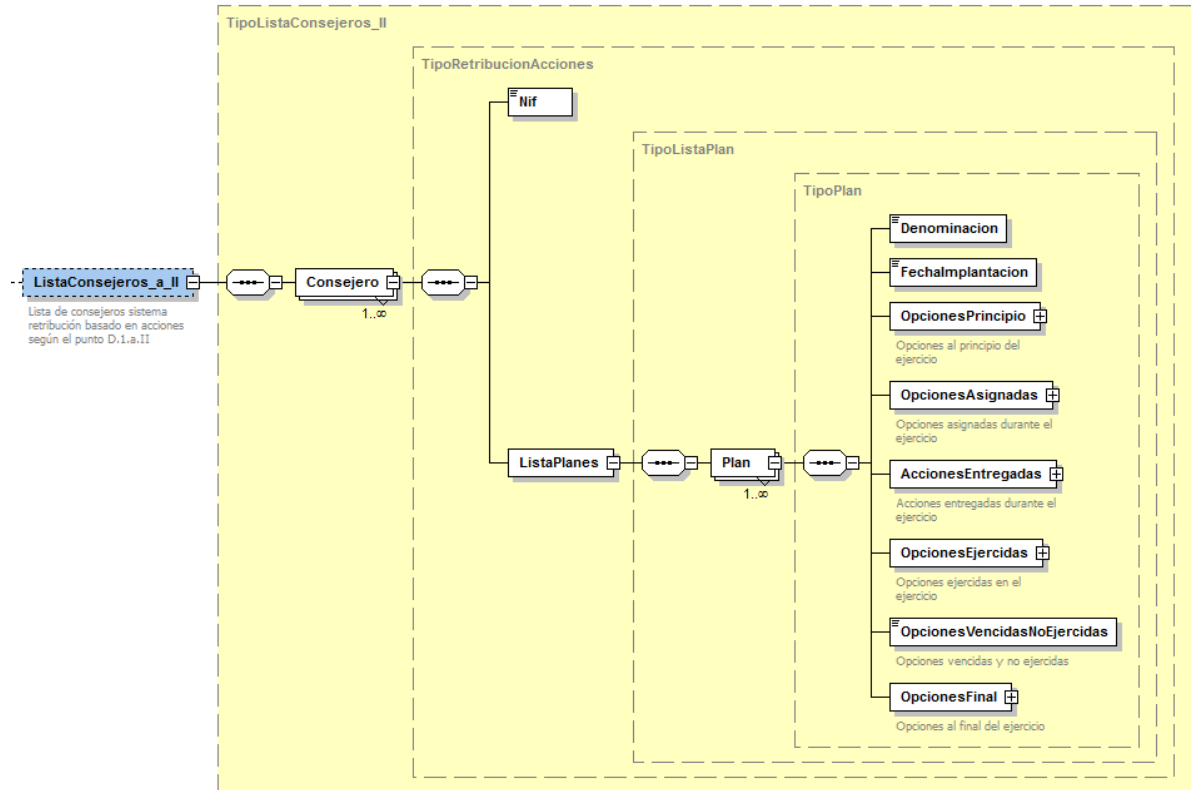 TipoListaConsejeros_II
TipoRetribucionAcciones
Nif
TipoListaPlan
TipoPlan
Denominacion
FechaImplantacion
ListaConsejeros_a_II
Lista de consejeros sistema
retribución basado en acciones
según el punto D.1.a.II
Consejero
1..∞
OpcionesPrincipio
Opciones al principio del
ejercicio
OpcionesAsignadas
Opciones asignadas durante el
ejercicio
ListaPlanes
Plan
1..∞
AccionesEntregadas
Acciones entregadas durante el
ejercicio
OpcionesEjercidas
Opciones ejercidas en el
ejercicio
OpcionesVencidasNoEjercidas
Opciones vencidas y no ejercidas
OpcionesFinal
Opciones al final del ejercicio